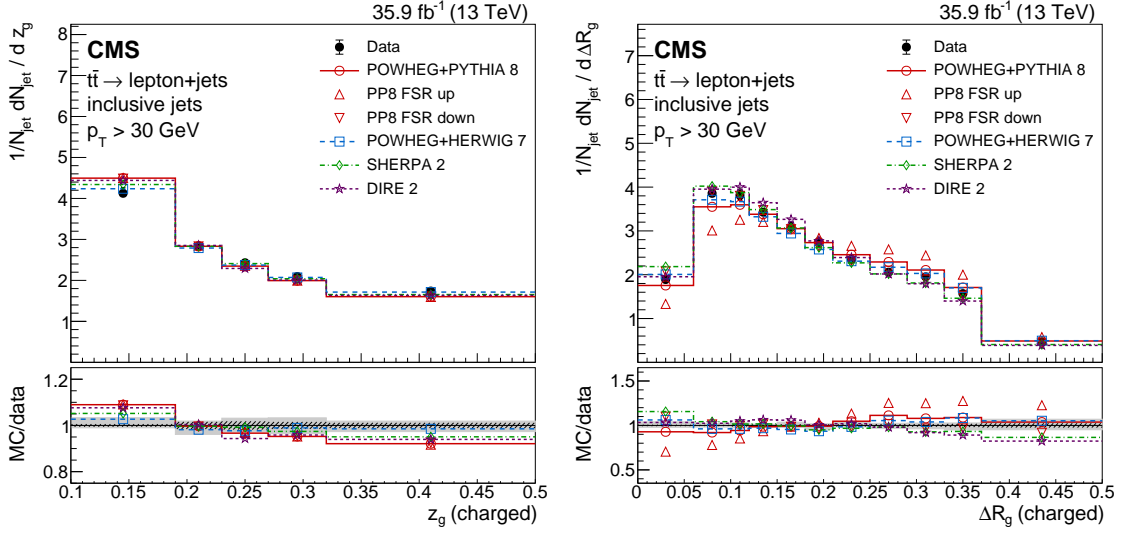 35.9 fb⁻¹ (13 TeV)
CMS
tt̄ → lepton+jets
inclusive jets
p_T > 30 GeV
Data
POWHEG+PYTHIA 8
PP8 FSR up
PP8 FSR down
POWHEG+HERWIG 7
SHERPA 2
DIRE 2
1/N_jet dN_jet / d z_g
8
7
6
5
4
3
2
1
MC/data
1.2
1
0.8
0.1 0.15 0.2 0.25 0.3 0.35 0.4 0.45 0.5
z_g (charged)
35.9 fb⁻¹ (13 TeV)
CMS
tt̄ → lepton+jets
inclusive jets
p_T > 30 GeV
Data
POWHEG+PYTHIA 8
PP8 FSR up
PP8 FSR down
POWHEG+HERWIG 7
SHERPA 2
DIRE 2
1/N_jet dN_jet / d ΔR_g
7
6
5
4
3
2
1
MC/data
1.5
1
0.5
0 0.05 0.1 0.15 0.2 0.25 0.3 0.35 0.4 0.45 0.5
ΔR_g (charged)